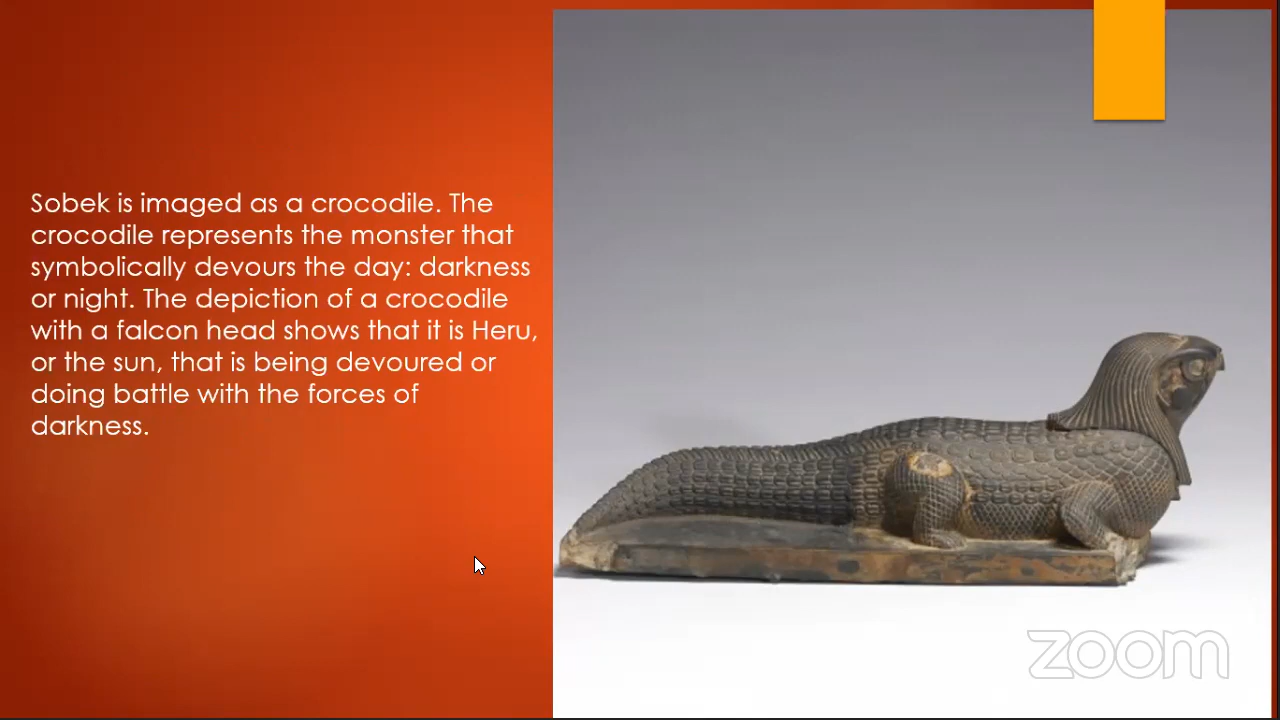 Sobek is imaged as a crocodile. The
crocodile represents the monster that
symbolically devours the day: darkness
or night. The depiction of a crocodile
with a falcon head shows that it is Heru,
or the sun, that is being devoured or
doing battle with the forces of
darkness.
zoom